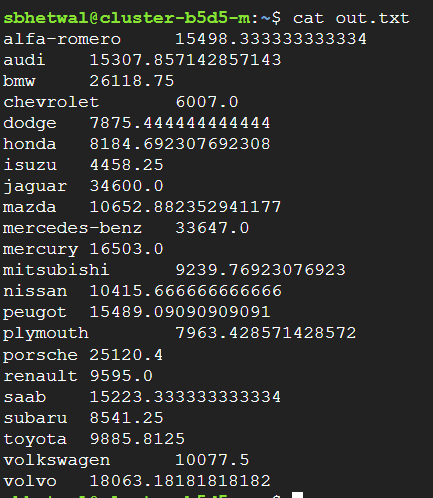 sbhetwal@cluster-b5d5-m:~$ cat out.txt
alfa-romero	15498.333333333334
audi	15307.857142857143
bmw	26118.75
chevrolet	6007.0
dodge	7875.444444444444
honda	8184.692307692308
isuzu	4458.25
jaguar	34600.0
mazda	10652.882352941177
mercedes-benz	33647.0
mercury	16503.0
mitsubishi	9239.76923076923
nissan	10415.666666666666
peugot	15489.09090909091
plymouth	7963.428571428572
porsche	25120.4
renault	9595.0
saab	15223.333333333334
subaru	8541.25
toyota	9885.8125
volkswagen	10077.5
volvo	18063.18181818182
sbhetwal@cluster-b5d5-m:~$